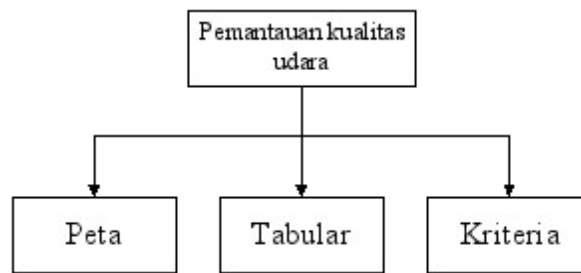 Pemantauan kualitas
udara
Peta
Tabular
Kriteria